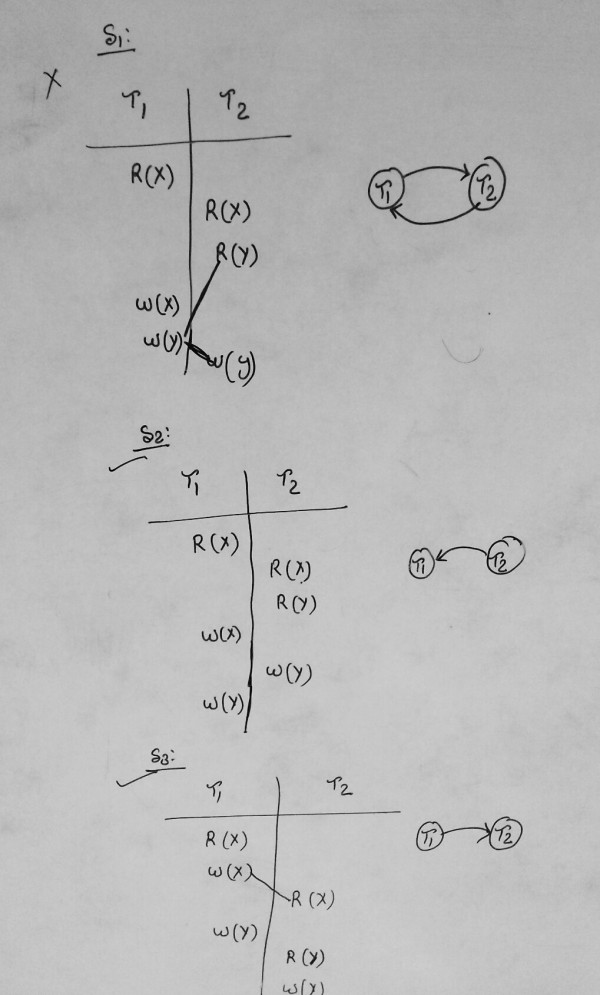 S1:
X
T1 T2
R(X)
T1 T2
R(X)
R(Y)
W(X)
W(Y)
W(Y)
S2:
T1 T2
R(X)
T1 T2
R(X)
R(Y)
W(X)
W(Y)
W(Y)
S3:
T1 T2
T1 T2
R(X)
W(X)
R(X)
W(Y)
R(Y)
W(Y)